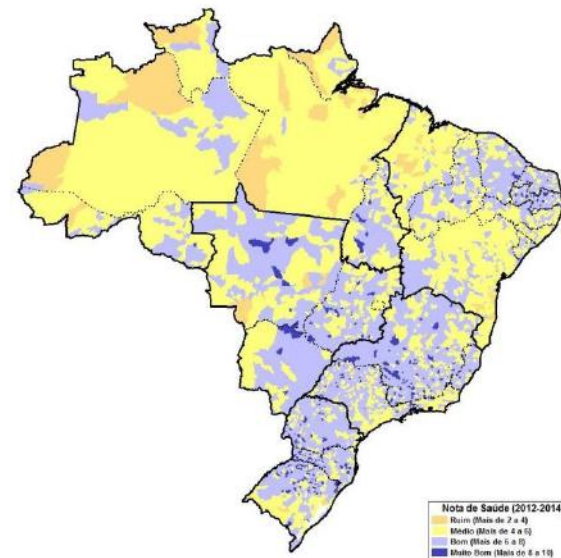 Nota de Saúde (2012-2014
Ruim (Mais de 2 a 4)
Médio (Mais de 4 a 6)
Bom (Mais de 6 a 8)
Muito Bom (Mais de 8 a 10)